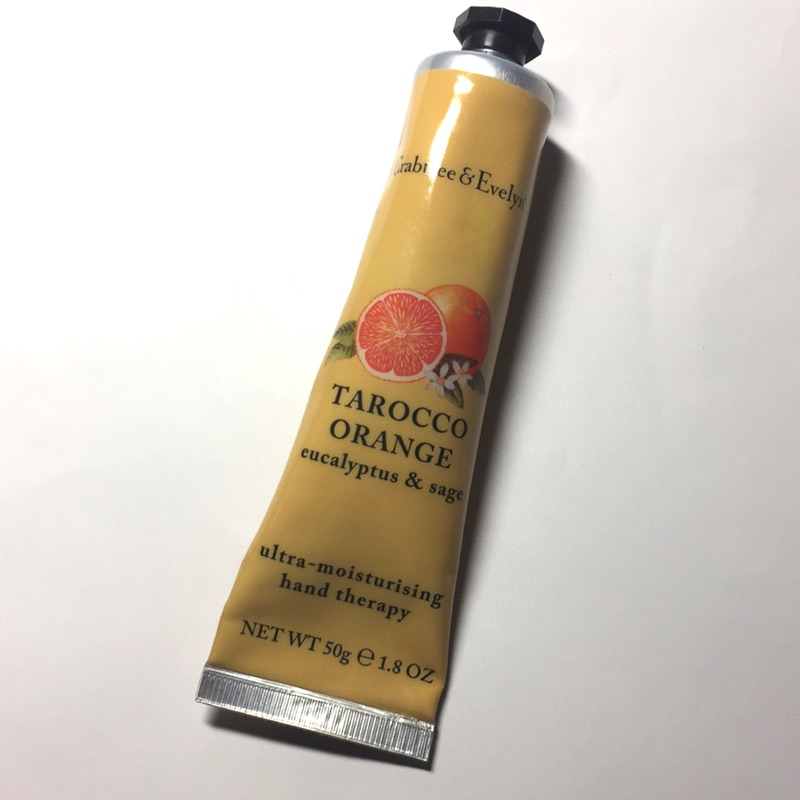 Crabtree & Evelyn
TAROCCO
ORANGE
eucalyptus & sage
ultra-moisturising
hand therapy
NET WT 50g ℮ 1.8 OZ